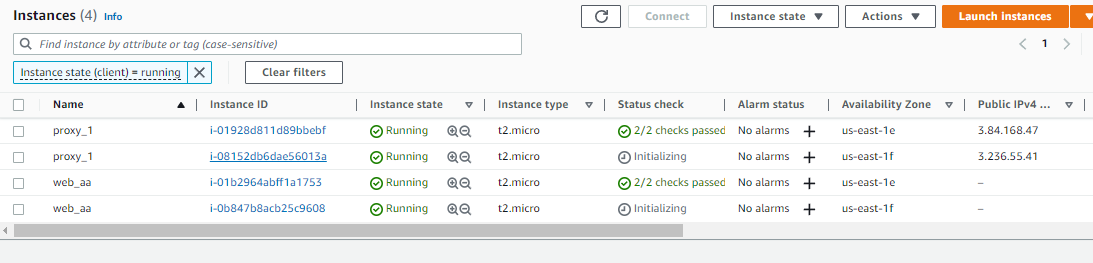 Instances (4) Info
Connect Instance state Actions Launch instances
Find instance by attribute or tag (case-sensitive)
1
Instance state (client) = running Clear filters
Name Instance ID Instance state Instance type Status check Alarm status Availability Zone Public IPv4 ...
proxy_1 i-01928d811d89bbebf Running t2.micro 2/2 checks passed No alarms us-east-1e 3.84.168.47
proxy_1 i-08152db6dae56013a Running t2.micro Initializing No alarms us-east-1f 3.236.55.41
web_aa i-01b2964abff1a1753 Running t2.micro 2/2 checks passed No alarms us-east-1e –
web_aa i-0b847b8acb25c9608 Running t2.micro Initializing No alarms us-east-1f –